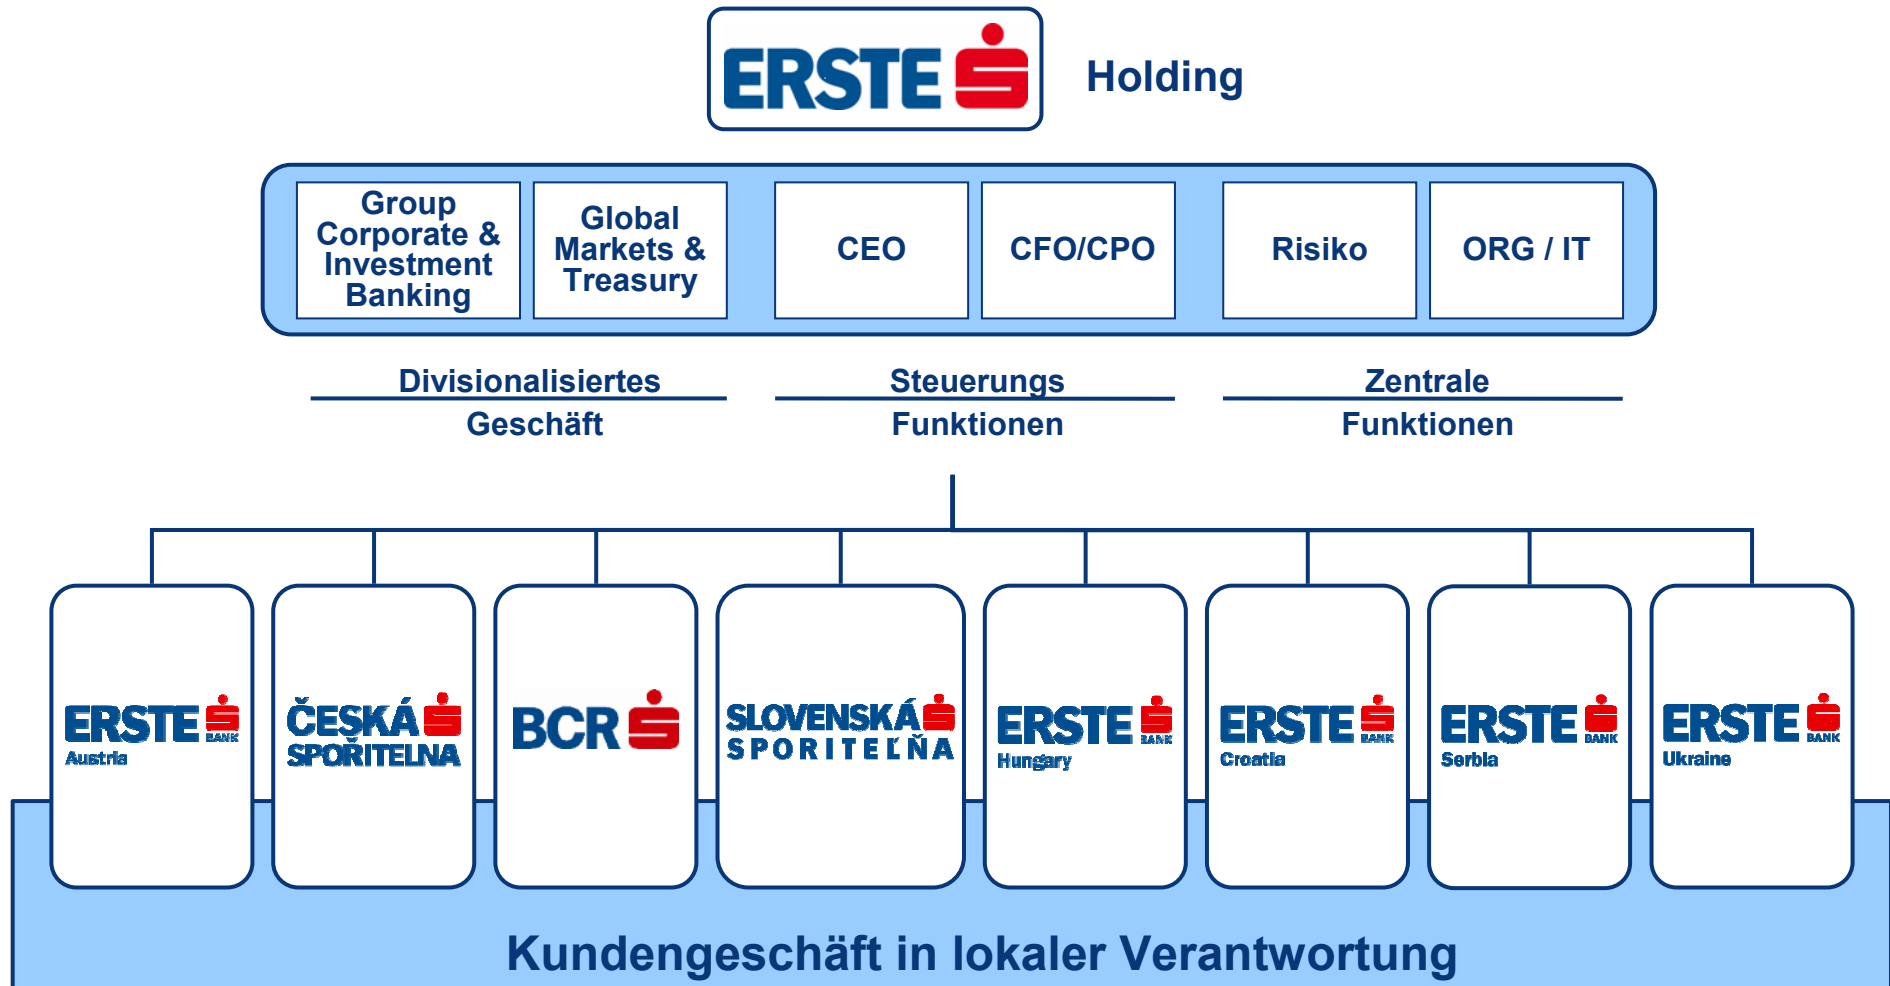 ERSTE
Holding
Group
Corporate &
Investment
Banking
Global
Markets &
Treasury
CEO
CFO/CPO
Risiko
ORG / IT
Divisionalisiertes
Geschäft
Steuerungs
Funktionen
Zentrale
Funktionen
ERSTE
BANK
Austria
ČESKÁ
SPOŘITELNA
BCR
SLOVENSKÁ
SPORITEĽŇA
ERSTE
BANK
Hungary
ERSTE
BANK
Croatia
ERSTE
BANK
Serbia
ERSTE
BANK
Ukraine
Kundengeschäft in lokaler Verantwortung